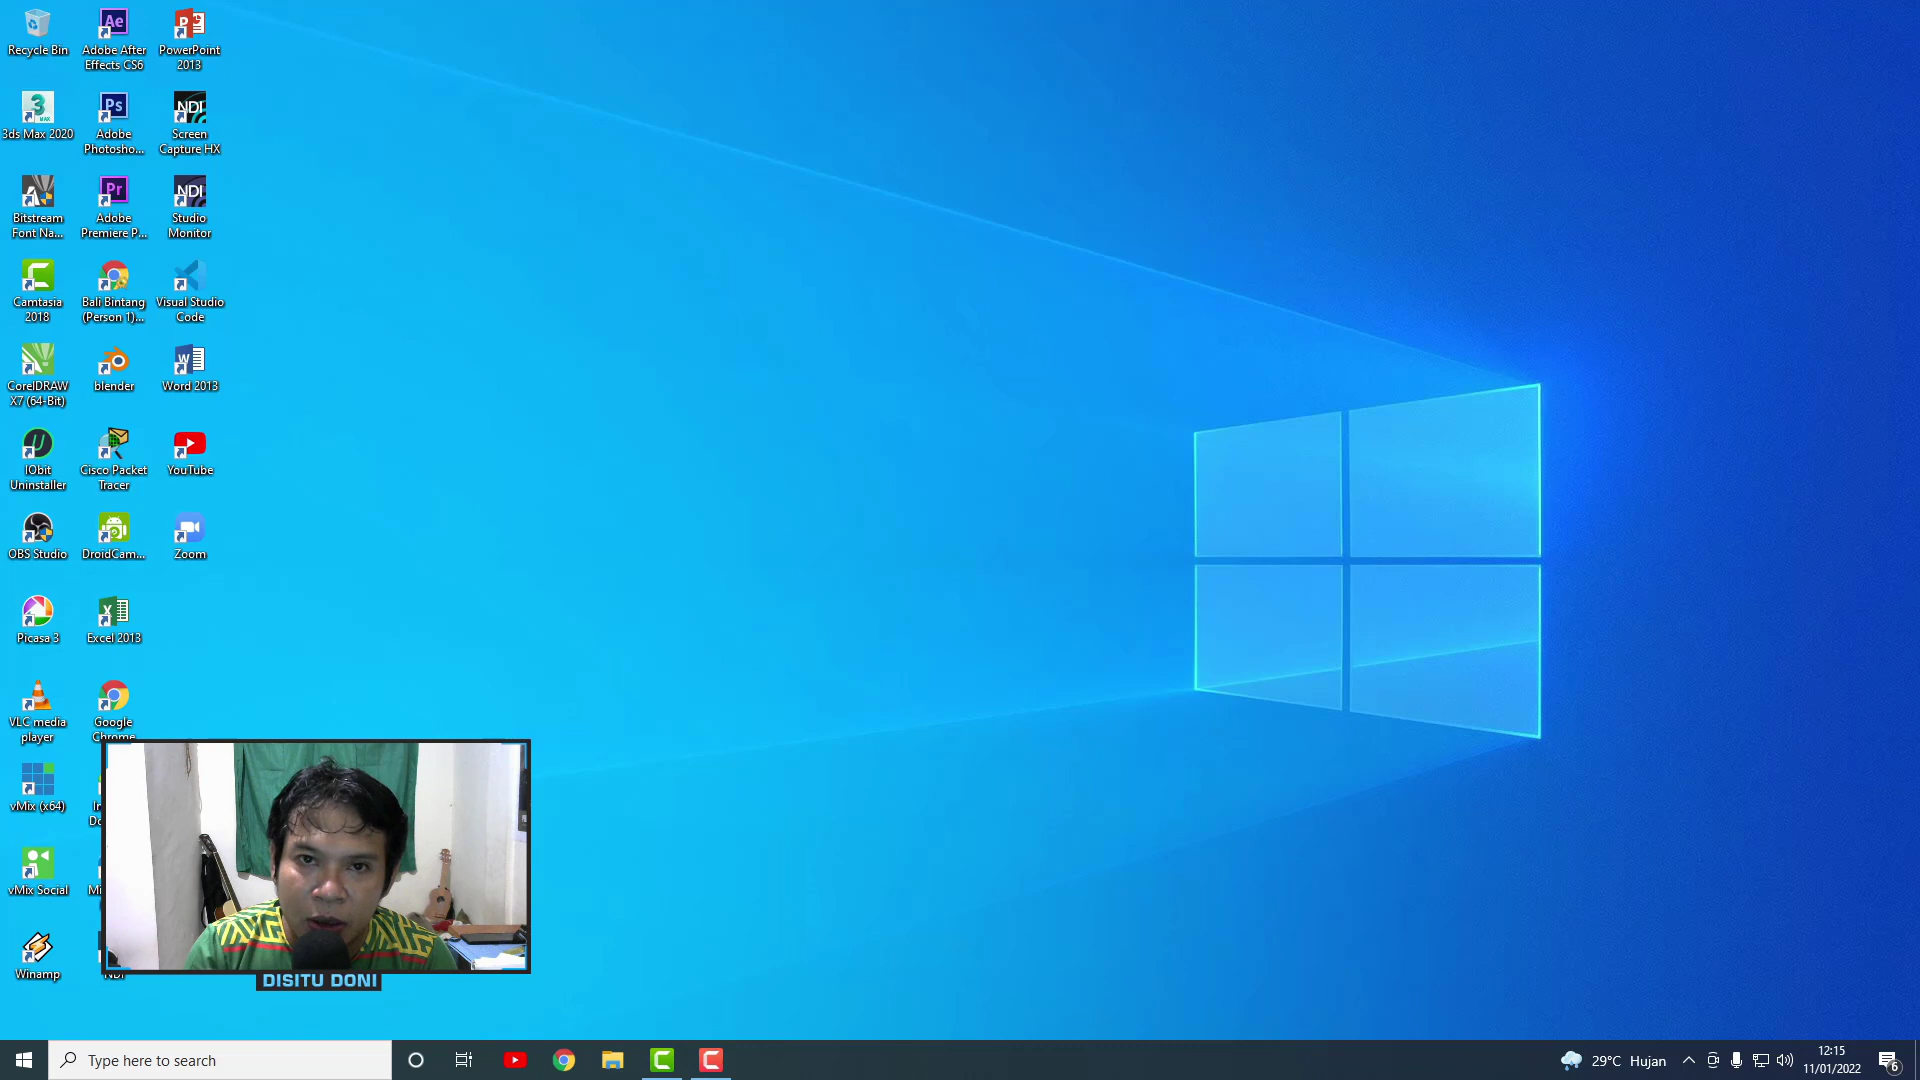 Recycle Bin
Adobe After
Effects CS6
PowerPoint
2013
3ds Max 2020
Adobe
Photosho...
Screen
Capture HX
Bitstream
Font Na...
Adobe
Premiere P...
Studio
Monitor
Camtasia
2018
Bali Bintang
(Person 1)...
Visual Studio
Code
CorelDRAW
X7 (64-Bit)
blender
Word 2013
IObit
Uninstaller
Cisco Packet
Tracer
YouTube
OBS Studio
DroidCam...
Zoom
Picasa 3
Excel 2013
VLC media
player
Google
Chrome
vMix (x64)
vMix Social
Winamp
NDI
DISITU DONI
Type here to search
29°C Hujan
12:15
11/01/2022
6